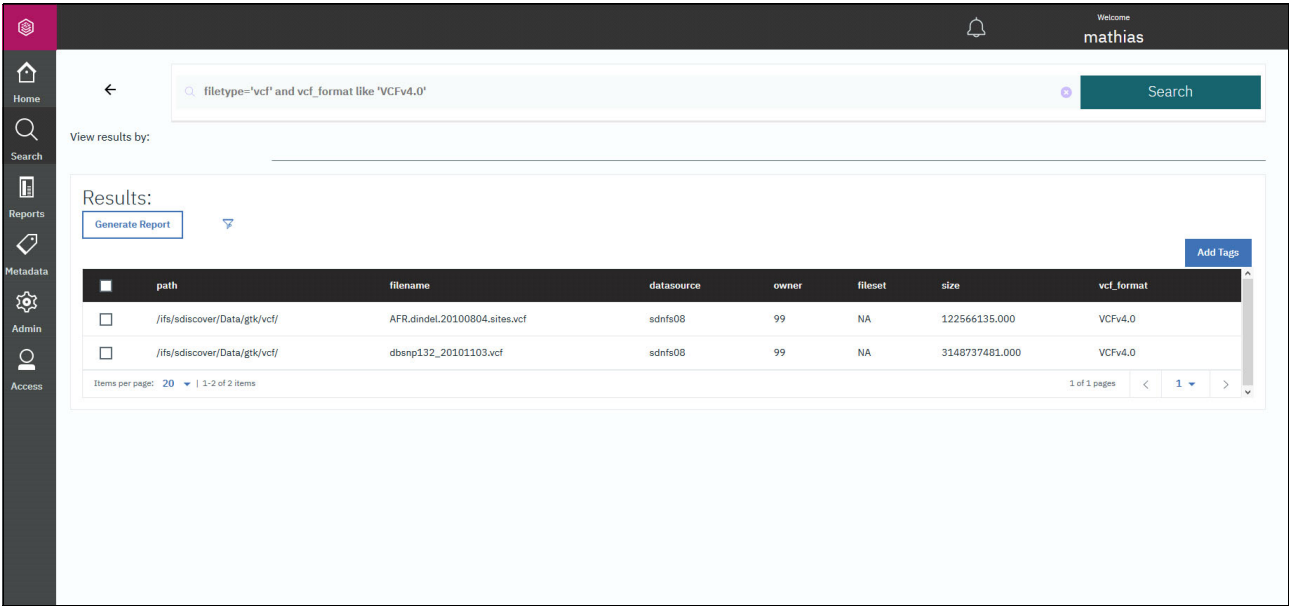 Welcome
mathias
Home
Search
Reports
Metadata
Admin
Access
filetype='vcf' and vcf_format like 'VCFv4.0'
Search
View results by:
Results:
Generate Report
Add Tags
path filename datasource owner fileset size vcf_format
/ifs/sdiscover/Data/gtk/vcf/ AFR.dindel.20100804.sites.vcf sdnfs08 99 NA 122566135.000 VCFv4.0
/ifs/sdiscover/Data/gtk/vcf/ dbsnp132_20101103.vcf sdnfs08 99 NA 3148737481.000 VCFv4.0
Items per page: 20 | 1-2 of 2 items 1 of 1 pages 1